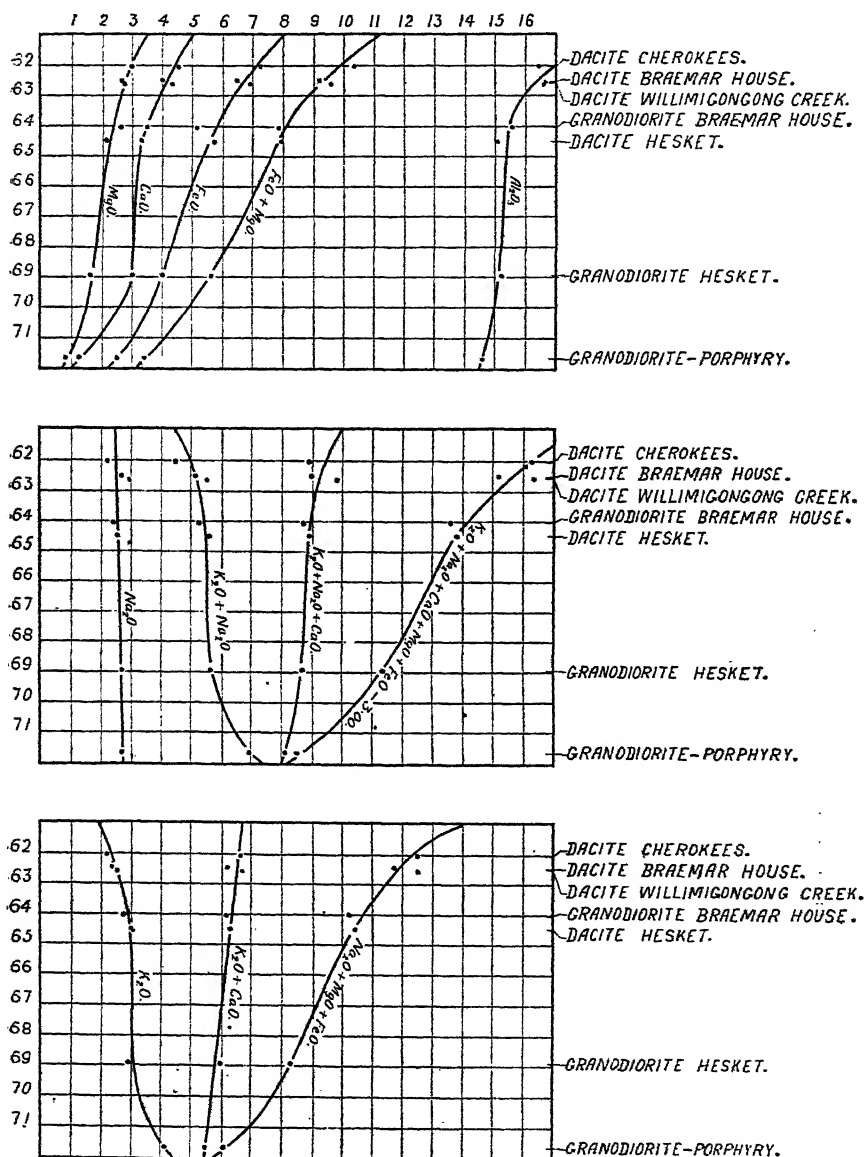 1 2 3 4 5 6 7 8 9 10 11 12 13 14 15 16
62
63
64
65
66
67
68
69
70
71
MgO.
CaO.
FeO.
FeO + MgO.
Al₂O₃
DACITE CHEROKEES.
DACITE BRAEMAR HOUSE.
DACITE WILLIMIGONGONG CREEK.
GRANODIORITE BRAEMAR HOUSE.
DACITE HESKET.
GRANODIORITE HESKET.
GRANODIORITE-PORPHYRY.
62
63
64
65
66
67
68
69
70
71
Na₂O
K₂O + Na₂O
K₂O+Na₂O+CaO.
K₂O + Na₂O + CaO + MgO + FeO - 3.00.
DACITE CHEROKEES.
DACITE BRAEMAR HOUSE.
DACITE WILLIMIGONGONG CREEK.
GRANODIORITE BRAEMAR HOUSE.
DACITE HESKET.
GRANODIORITE HESKET.
GRANODIORITE-PORPHYRY.
62
63
64
65
66
67
68
69
70
71
K₂O.
K₂O + CaO.
Na₂O+MgO+FeO.
DACITE CHEROKEES.
DACITE BRAEMAR HOUSE.
DACITE WILLIMIGONGONG CREEK.
GRANODIORITE BRAEMAR HOUSE.
DACITE HESKET.
GRANODIORITE HESKET.
GRANODIORITE-PORPHYRY.